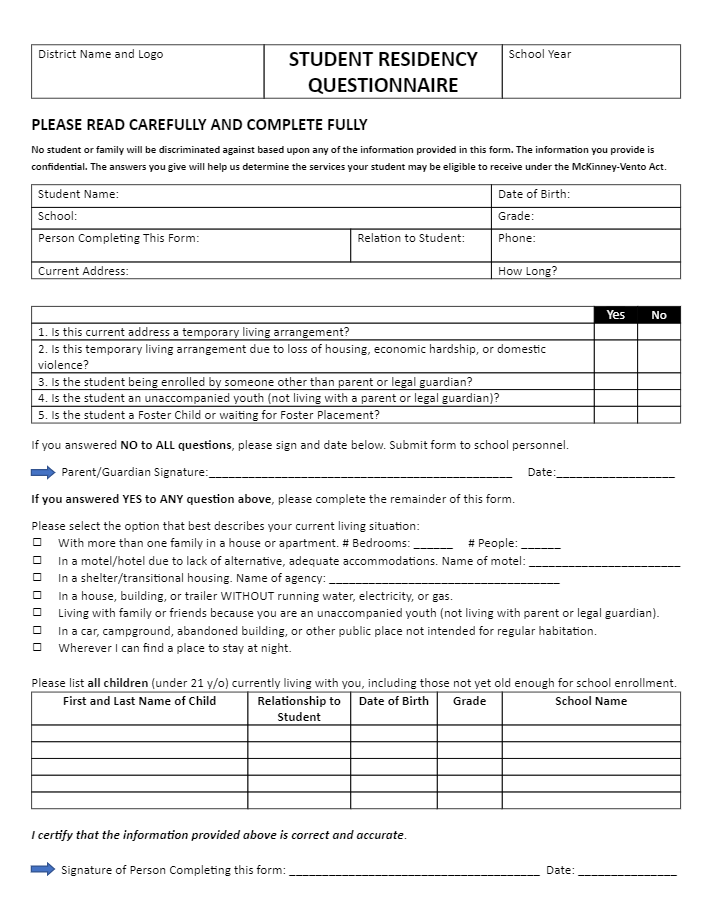 District Name and Logo
STUDENT RESIDENCY
QUESTIONNAIRE
School Year
PLEASE READ CAREFULLY AND COMPLETE FULLY
No student or family will be discriminated against based upon any of the information provided in this form. The information you provide is
confidential. The answers you give will help us determine the services your student may be eligible to receive under the McKinney-Vento Act.
Student Name:
Date of Birth:
School:
Grade:
Person Completing This Form:
Relation to Student:
Phone:
Current Address:
How Long?
Yes
No
1. Is this current address a temporary living arrangement?
2. Is this temporary living arrangement due to loss of housing, economic hardship, or domestic
violence?
3. Is the student being enrolled by someone other than parent or legal guardian?
4. Is the student an unaccompanied youth (not living with a parent or legal guardian)?
5. Is the student a Foster Child or waiting for Foster Placement?
If you answered NO to ALL questions, please sign and date below. Submit form to school personnel.
Parent/Guardian Signature:______________________________________________ Date:__________________
If you answered YES to ANY question above, please complete the remainder of this form.
Please select the option that best describes your current living situation:
☐ With more than one family in a house or apartment. # Bedrooms: ______ # People: ______
☐ In a motel/hotel due to lack of alternative, adequate accommodations. Name of motel: _______________________
☐ In a shelter/transitional housing. Name of agency: ___________________________________
☐ In a house, building, or trailer WITHOUT running water, electricity, or gas.
☐ Living with family or friends because you are an unaccompanied youth (not living with parent or legal guardian).
☐ In a car, campground, abandoned building, or other public place not intended for regular habitation.
☐ Wherever I can find a place to stay at night.
Please list all children (under 21 y/o) currently living with you, including those not yet old enough for school enrollment.
First and Last Name of Child
Relationship to
Student
Date of Birth
Grade
School Name
I certify that the information provided above is correct and accurate.
Signature of Person Completing this form: ______________________________________ Date: _______________